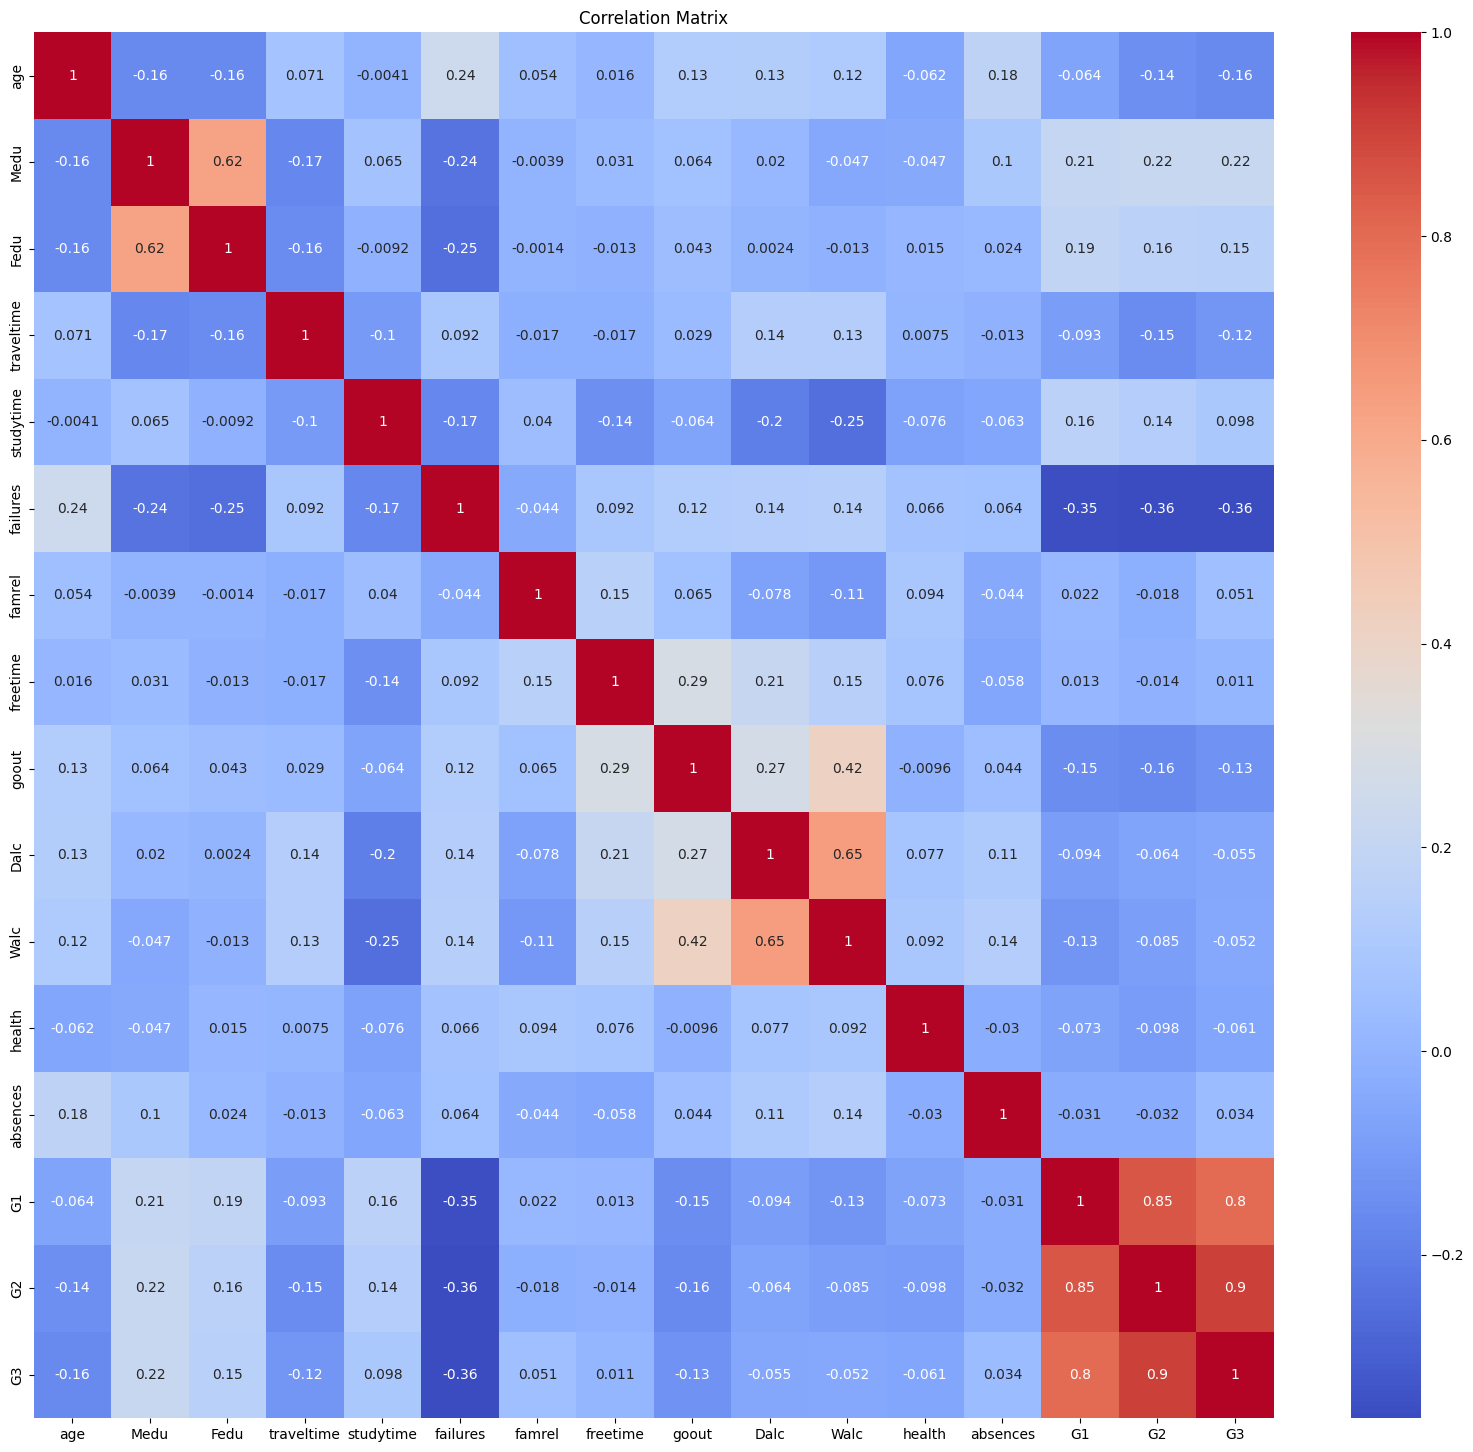 Correlation Matrix
age 1 -0.16 -0.16 0.071 -0.0041 0.24 0.054 0.016 0.13 0.13 0.12 -0.062 0.18 -0.064 -0.14 -0.16
Medu -0.16 1 0.62 -0.17 0.065 -0.24 -0.0039 0.031 0.064 0.02 -0.047 -0.047 0.1 0.21 0.22 0.22
Fedu -0.16 0.62 1 -0.16 -0.0092 -0.25 -0.0014 -0.013 0.043 0.0024 -0.013 0.015 0.024 0.19 0.16 0.15
traveltime 0.071 -0.17 -0.16 1 -0.1 0.092 -0.017 -0.017 0.029 0.14 0.13 0.0075 -0.013 -0.093 -0.15 -0.12
studytime -0.0041 0.065 -0.0092 -0.1 1 -0.17 0.04 -0.14 -0.064 -0.2 -0.25 -0.076 -0.063 0.16 0.14 0.098
failures 0.24 -0.24 -0.25 0.092 -0.17 1 -0.044 0.092 0.12 0.14 0.14 0.066 0.064 -0.35 -0.36 -0.36
famrel 0.054 -0.0039 -0.0014 -0.017 0.04 -0.044 1 0.15 0.065 -0.078 -0.11 0.094 -0.044 0.022 -0.018 0.051
freetime 0.016 0.031 -0.013 -0.017 -0.14 0.092 0.15 1 0.29 0.21 0.15 0.076 -0.058 0.013 -0.014 0.011
goout 0.13 0.064 0.043 0.029 -0.064 0.12 0.065 0.29 1 0.27 0.42 -0.0096 0.044 -0.15 -0.16 -0.13
Dalc 0.13 0.02 0.0024 0.14 -0.2 0.14 -0.078 0.21 0.27 1 0.65 0.077 0.11 -0.094 -0.064 -0.055
Walc 0.12 -0.047 -0.013 0.13 -0.25 0.14 -0.11 0.15 0.42 0.65 1 0.092 0.14 -0.13 -0.085 -0.052
health -0.062 -0.047 0.015 0.0075 -0.076 0.066 0.094 0.076 -0.0096 0.077 0.092 1 -0.03 -0.073 -0.098 -0.061
absences 0.18 0.1 0.024 -0.013 -0.063 0.064 -0.044 -0.058 0.044 0.11 0.14 -0.03 1 -0.031 -0.032 0.034
G1 -0.064 0.21 0.19 -0.093 0.16 -0.35 0.022 0.013 -0.15 -0.094 -0.13 -0.073 -0.031 1 0.85 0.8
G2 -0.14 0.22 0.16 -0.15 0.14 -0.36 -0.018 -0.014 -0.16 -0.064 -0.085 -0.098 -0.032 0.85 1 0.9
G3 -0.16 0.22 0.15 -0.12 0.098 -0.36 0.051 0.011 -0.13 -0.055 -0.052 -0.061 0.034 0.8 0.9 1
age Medu Fedu traveltime studytime failures famrel freetime goout Dalc Walc health absences G1 G2 G3
1.0
0.8
0.6
0.4
0.2
0.0
−0.2